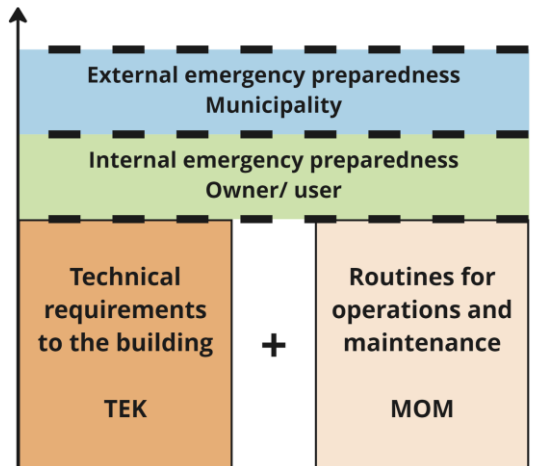 External emergency preparedness
Municipality
Internal emergency preparedness
Owner/ user
Technical
requirements
to the building
TEK
+
Routines for
operations and
maintenance
MOM